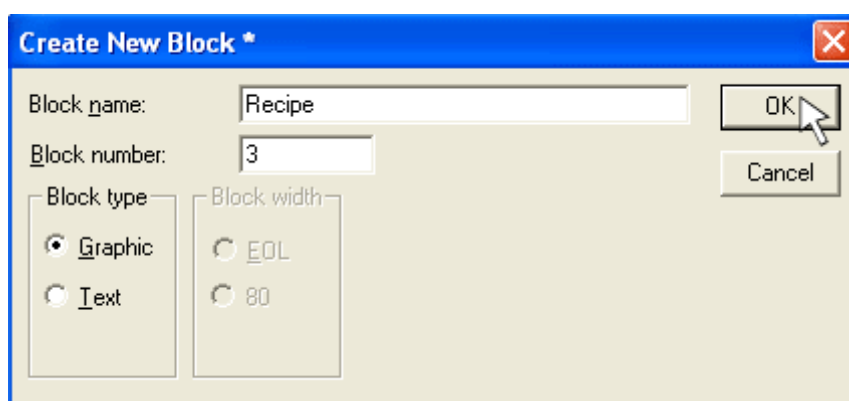 Create New Block *
Block name: Recipe OK
Block number: 3 Cancel
Block type Block width
Graphic EOL
Text 80